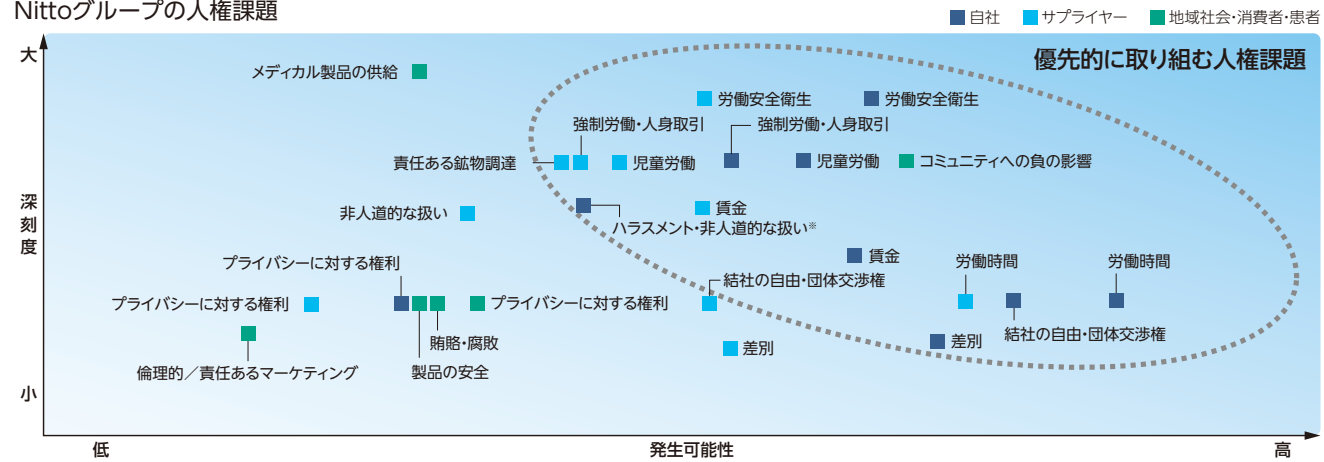 Nittoグループの人権課題
自社 サプライヤー 地域社会・消費者・患者
大
優先的に取り組む人権課題
メディカル製品の供給
労働安全衛生
労働安全衛生
強制労働・人身取引
強制労働・人身取引
責任ある鉱物調達
児童労働
児童労働
コミュニティへの負の影響
深刻度
非人道的な扱い
賃金
ハラスメント・非人道的な扱い※
プライバシーに対する権利
賃金
労働時間
労働時間
結社の自由・団体交渉権
プライバシーに対する権利
プライバシーに対する権利
結社の自由・団体交渉権
賄賂・腐敗
差別
差別
倫理的／責任あるマーケティング
製品の安全
小
低
発生可能性
高